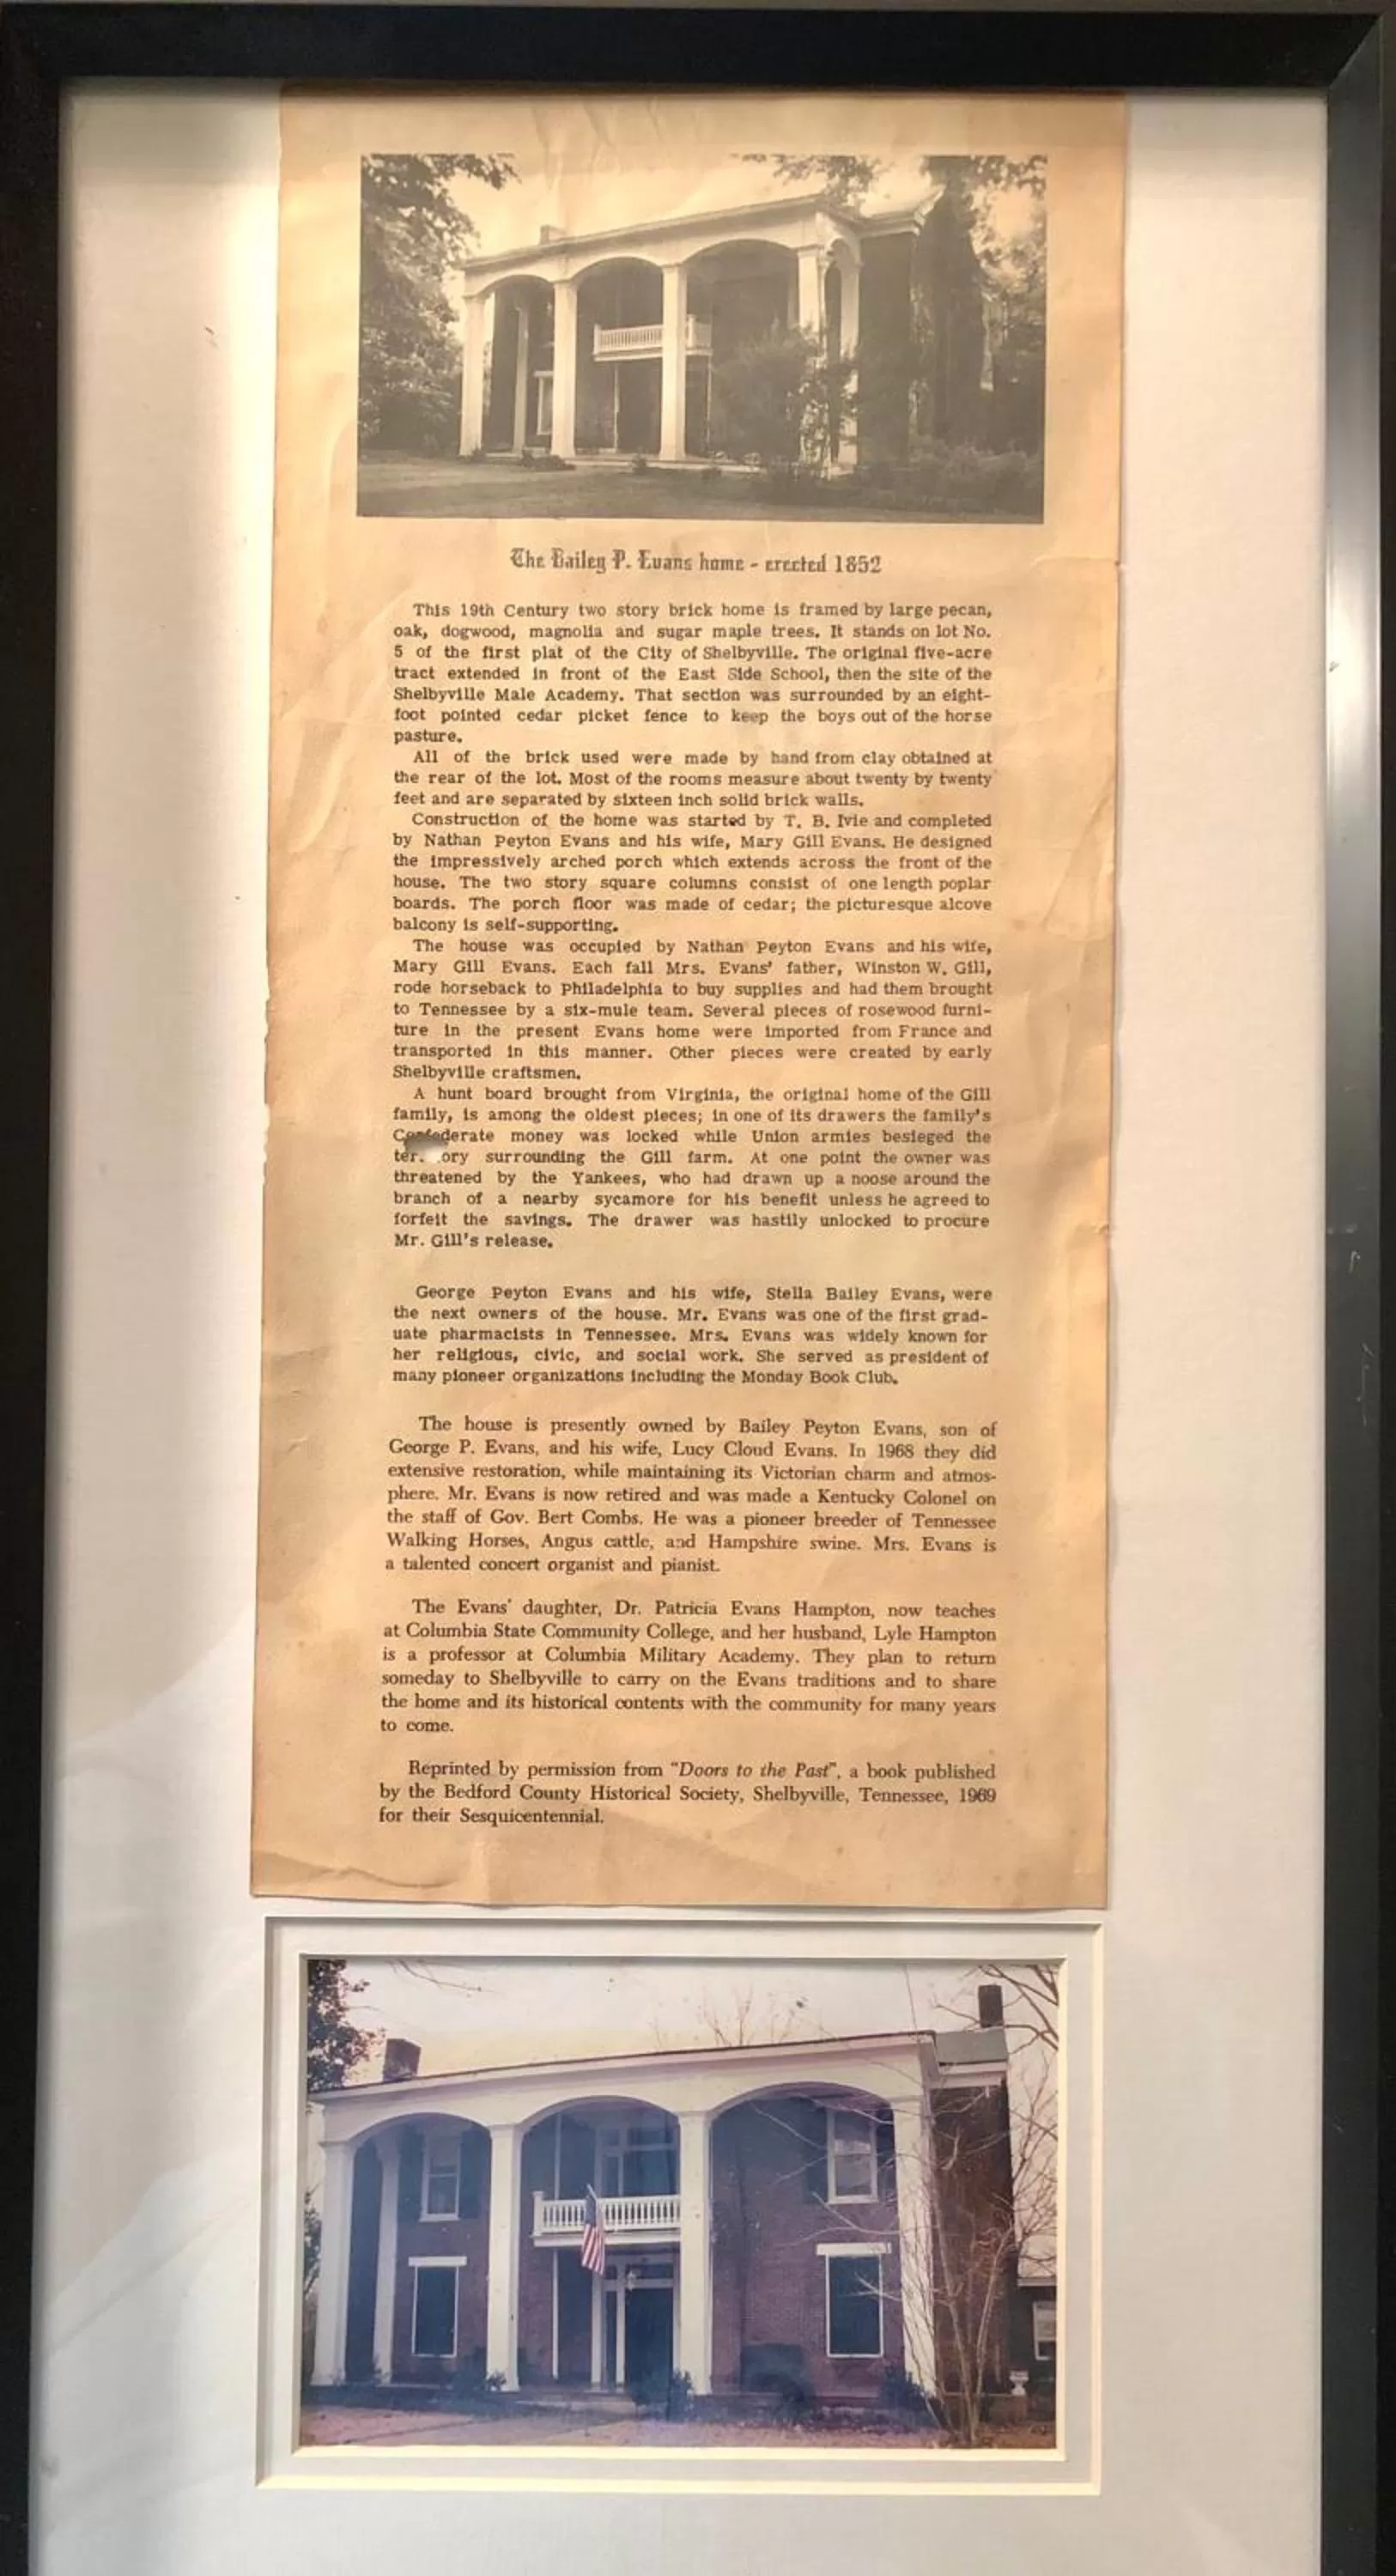 The Bailey P. Evans home - erected 1852
This 19th Century two story brick home is framed by large pecan,
oak, dogwood, magnolia and sugar maple trees. It stands on lot No.
5 of the first plat of the City of Shelbyville. The original five-acre
tract extended in front of the East Side School, then the site of the
Shelbyville Male Academy. That section was surrounded by an eight-
foot pointed cedar picket fence to keep the boys out of the horse
pasture.
All of the brick used were made by hand from clay obtained at
the rear of the lot. Most of the rooms measure about twenty by twenty
feet and are separated by sixteen inch solid brick walls.
Construction of the home was started by T. B. Ivie and completed
by Nathan Peyton Evans and his wife, Mary Gill Evans. He designed
the impressively arched porch which extends across the front of the
house. The two story square columns consist of one length poplar
boards. The porch floor was made of cedar; the picturesque alcove
balcony is self-supporting.
The house was occupied by Nathan Peyton Evans and his wife,
Mary Gill Evans. Each fall Mrs. Evans' father, Winston W. Gill,
rode horseback to Philadelphia to buy supplies and had them brought
to Tennessee by a six-mule team. Several pieces of rosewood furni-
ture in the present Evans home were imported from France and
transported in this manner. Other pieces were created by early
Shelbyville craftsmen.
A hunt board brought from Virginia, the original home of the Gill
family, is among the oldest pieces; in one of its drawers the family's
Confederate money was locked while Union armies besieged the
ter. .ory surrounding the Gill farm. At one point the owner was
threatened by the Yankees, who had drawn up a noose around the
branch of a nearby sycamore for his benefit unless he agreed to
forfeit the savings. The drawer was hastily unlocked to procure
Mr. Gill's release.
George Peyton Evans and his wife, Stella Bailey Evans, were
the next owners of the house. Mr. Evans was one of the first grad-
uate pharmacists in Tennessee. Mrs. Evans was widely known for
her religious, civic, and social work. She served as president of
many pioneer organizations including the Monday Book Club.
The house is presently owned by Bailey Peyton Evans, son of
George P. Evans, and his wife, Lucy Cloud Evans. In 1968 they did
extensive restoration, while maintaining its Victorian charm and atmos-
phere. Mr. Evans is now retired and was made a Kentucky Colonel on
the staff of Gov. Bert Combs. He was a pioneer breeder of Tennessee
Walking Horses, Angus cattle, and Hampshire swine. Mrs. Evans is
a talented concert organist and pianist.
The Evans' daughter, Dr. Patricia Evans Hampton, now teaches
at Columbia State Community College, and her husband, Lyle Hampton
is a professor at Columbia Military Academy. They plan to return
someday to Shelbyville to carry on the Evans traditions and to share
the home and its historical contents with the community for many years
to come.
Reprinted by permission from "Doors to the Past", a book published
by the Bedford County Historical Society, Shelbyville, Tennessee, 1969
for their Sesquicentennial.